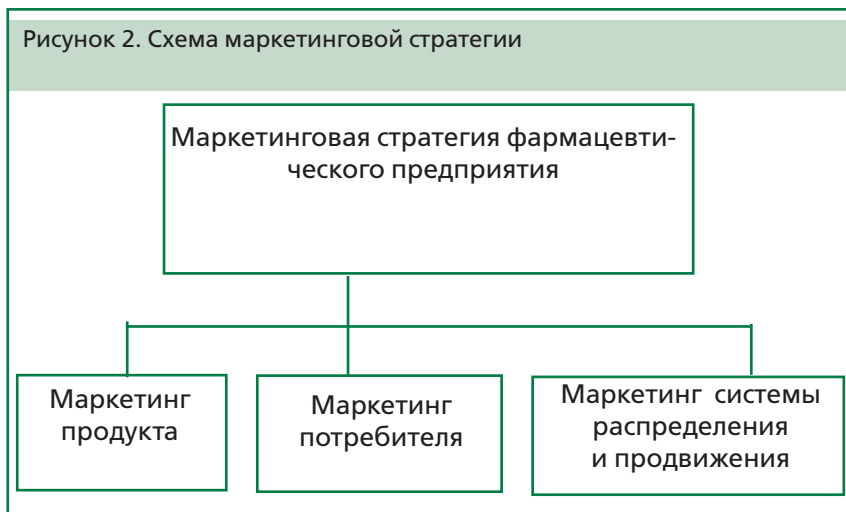 Рисунок 2. Схема маркетинговой стратегии
Маркетинговая стратегия фармацевти-
ческого предприятия
Маркетинг
продукта
Маркетинг
потребителя
Маркетинг системы
распределения
и продвижения